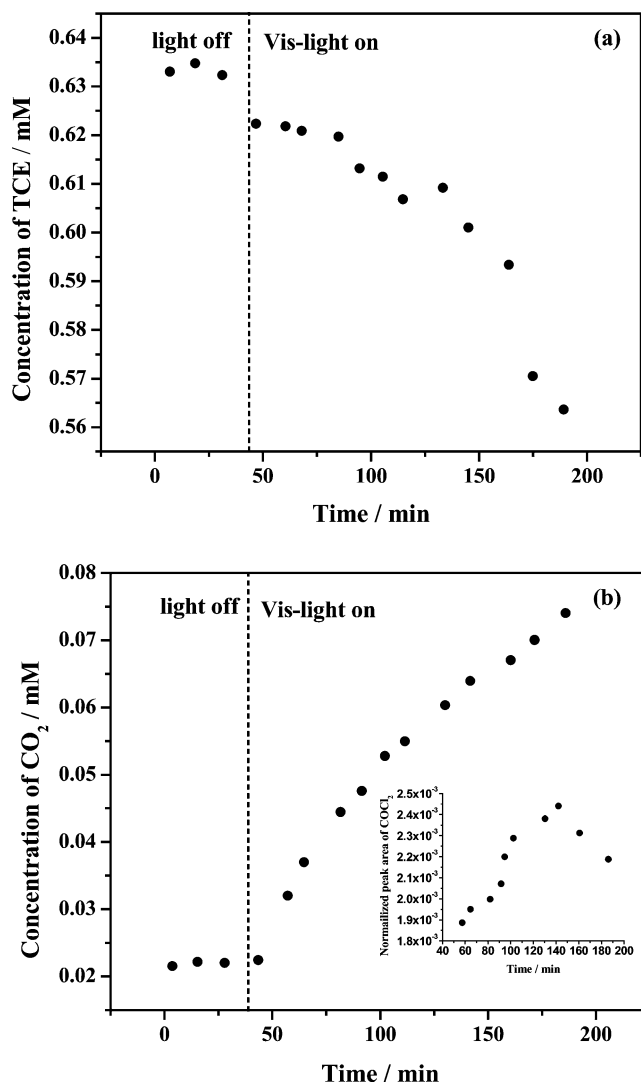 0.64
light off
Vis-light on
(a)
0.63
0.62
0.61
0.60
0.59
0.58
0.57
0.56
Concentration of TCE / mM
0 50 100 150 200
Time / min
0.08
light off
Vis-light on
(b)
0.07
0.06
0.05
0.04
0.03
0.02
Concentration of CO2 / mM
2.5x10-3
2.4x10-3
2.3x10-3
2.2x10-3
2.1x10-3
2.0x10-3
1.9x10-3
1.8x10-3
Normailized peak area of COCl2
40 60 80 100 120 140 160 180 200
Time / min
0 50 100 150 200
Time / min